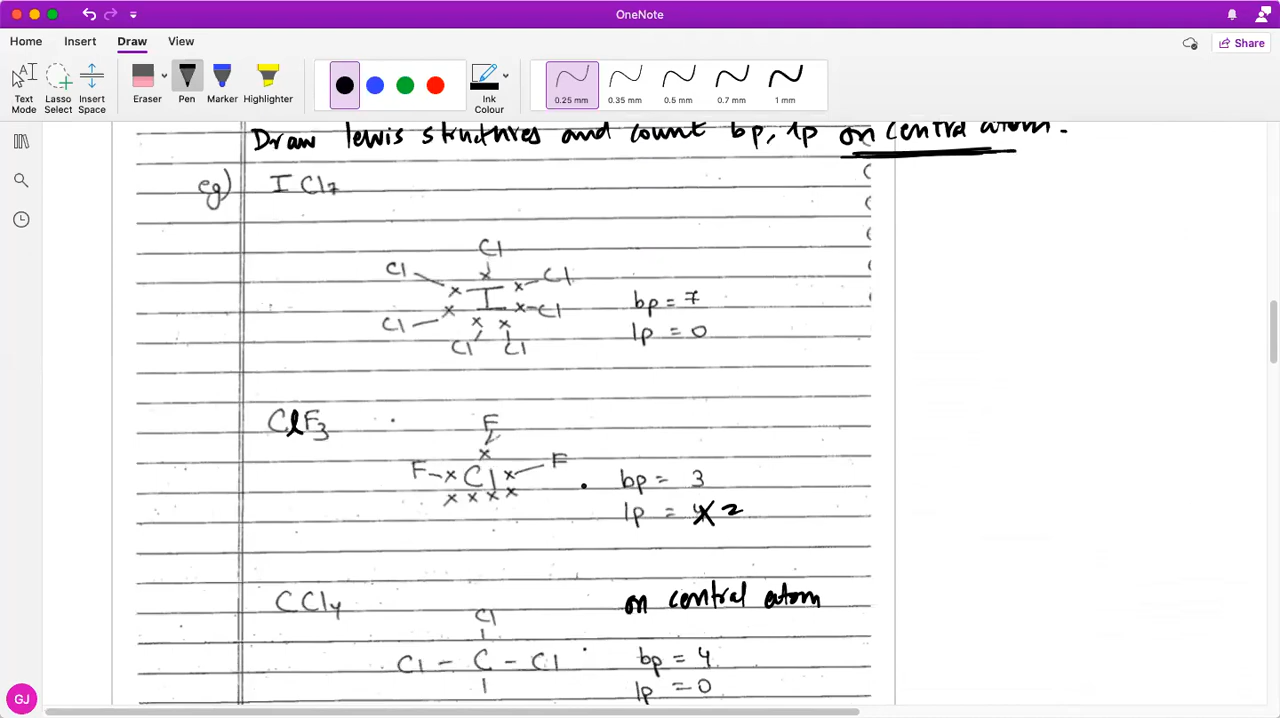 OneNote
Home Insert Draw View
Share
Text Mode
Lasso Select
Insert Space
Eraser
Pen
Marker
Highlighter
Ink Colour
0.25 mm
0.35 mm
0.5 mm
0.7 mm
1 mm
Draw lewis structures and count bp, lp on central atom.
eg) ICl7
Cl
Cl Cl
I Cl
Cl
Cl Cl
bp = 7
lp = 0
ClF3
F
F Cl F
bp = 3
lp = 2
CCl4
on central atom
Cl
Cl - C - Cl
bp = 4
lp = 0
GJ